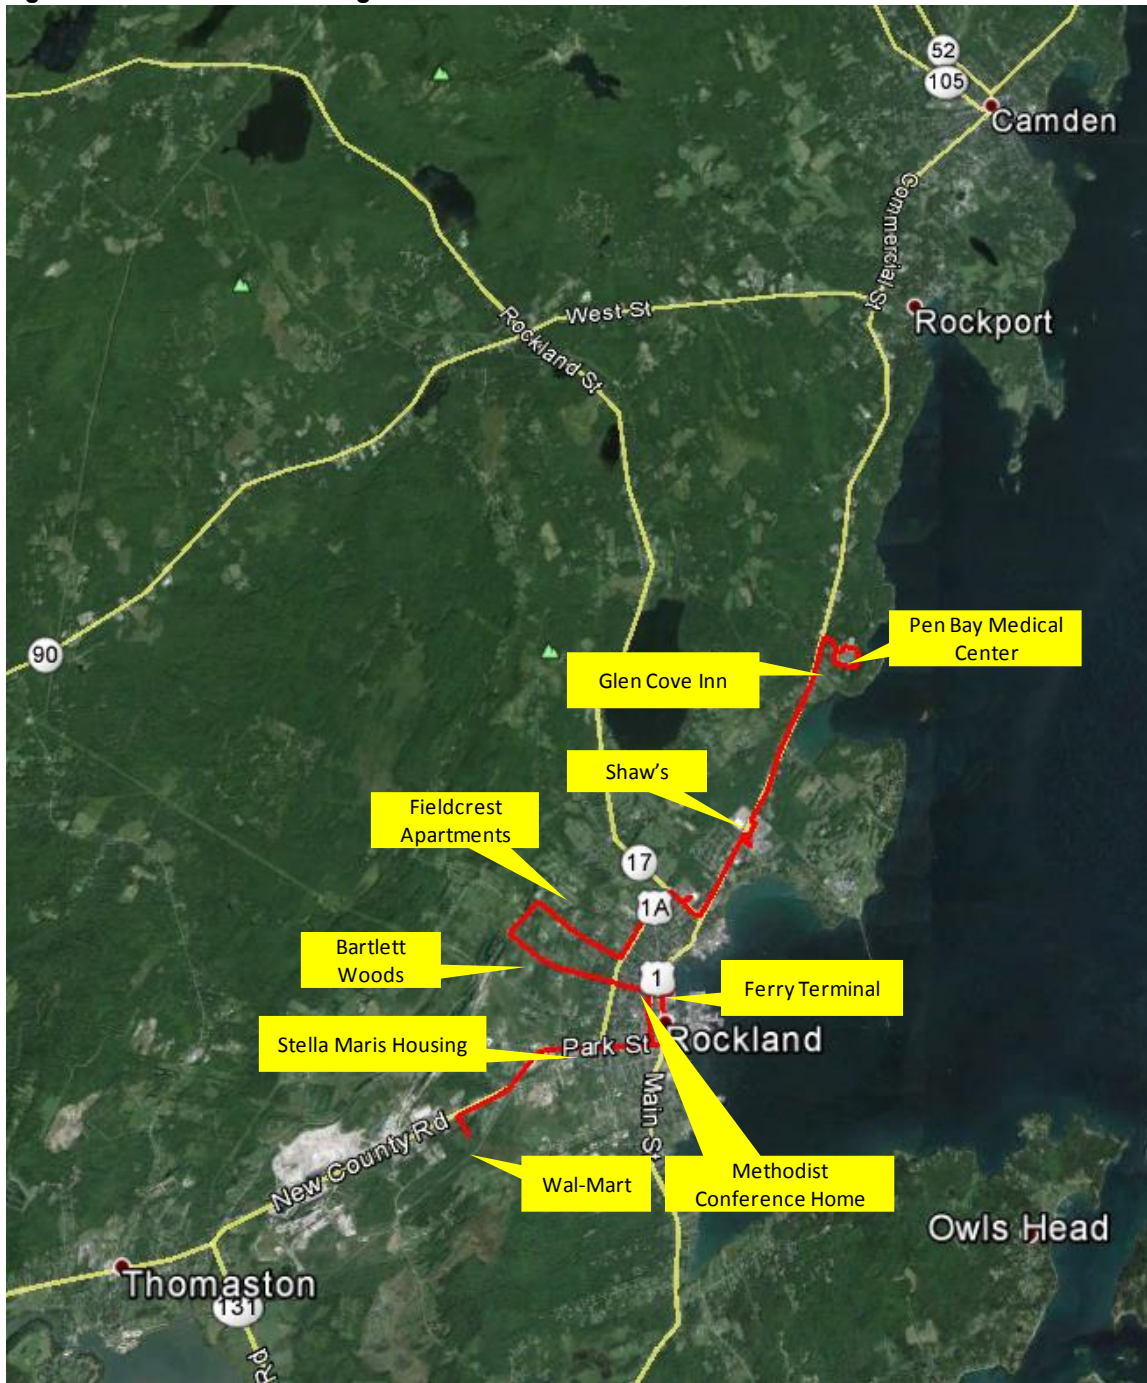 52
105
Camden
Commercial St
West St
Rockport
Rockland St
90
Pen Bay Medical
Center
Glen Cove Inn
Shaw's
Fieldcrest
Apartments
17
1A
Bartlett
Woods
1
Ferry Terminal
Stella Maris Housing
Park St
Rockland
Main St
New County Rd
Wal-Mart
Methodist
Conference Home
Owls Head
Thomaston
131
Rd